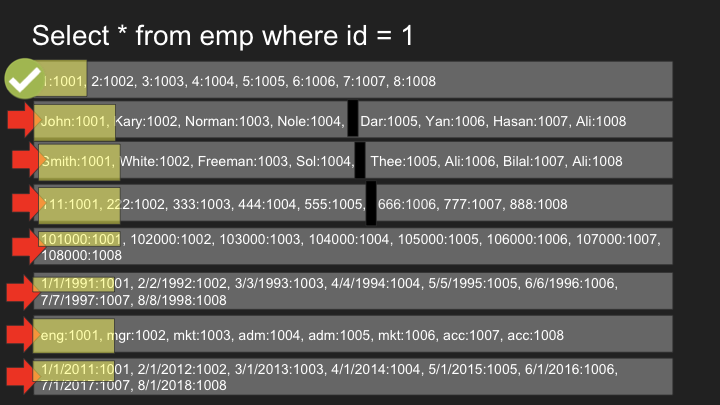 Select * from emp where id = 1
1:1001, 2:1002, 3:1003, 4:1004, 5:1005, 6:1006, 7:1007, 8:1008
John:1001, Kary:1002, Norman:1003, Nole:1004, Dar:1005, Yan:1006, Hasan:1007, Ali:1008
Smith:1001, White:1002, Freeman:1003, Sol:1004, Thee:1005, Ali:1006, Bilal:1007, Ali:1008
111:1001, 222:1002, 333:1003, 444:1004, 555:1005, 666:1006, 777:1007, 888:1008
101000:1001, 102000:1002, 103000:1003, 104000:1004, 105000:1005, 106000:1006, 107000:1007,
108000:1008
1/1/1991:1001, 2/2/1992:1002, 3/3/1993:1003, 4/4/1994:1004, 5/5/1995:1005, 6/6/1996:1006,
7/7/1997:1007, 8/8/1998:1008
eng:1001, mgr:1002, mkt:1003, adm:1004, adm:1005, mkt:1006, acc:1007, acc:1008
1/1/2011:1001, 2/1/2012:1002, 3/1/2013:1003, 4/1/2014:1004, 5/1/2015:1005, 6/1/2016:1006,
7/1/2017:1007, 8/1/2018:1008